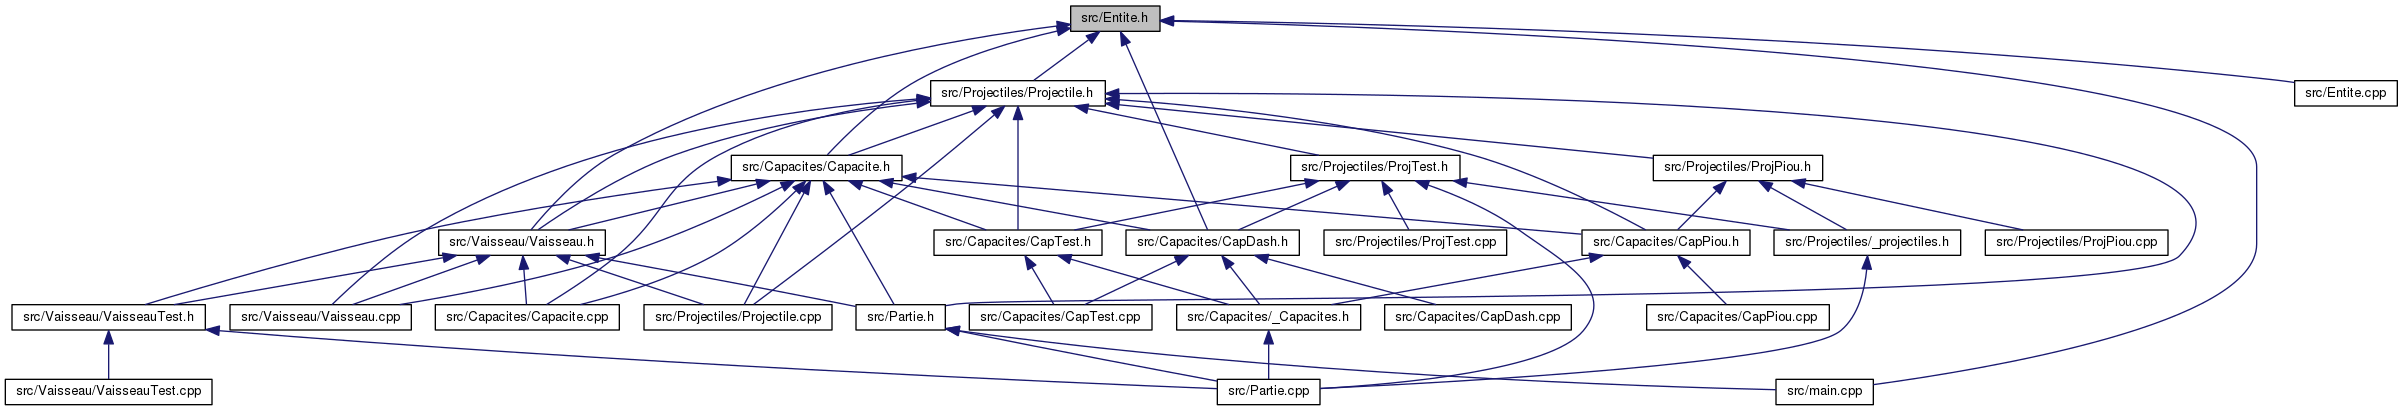 src/Entite.h
src/Projectiles/Projectile.h
src/Entite.cpp
src/Capacites/Capacite.h
src/Projectiles/ProjTest.h
src/Projectiles/ProjPiou.h
src/Vaisseau/Vaisseau.h
src/Capacites/CapTest.h
src/Capacites/CapDash.h
src/Projectiles/ProjTest.cpp
src/Capacites/CapPiou.h
src/Projectiles/_projectiles.h
src/Projectiles/ProjPiou.cpp
src/Vaisseau/VaisseauTest.h
src/Vaisseau/Vaisseau.cpp
src/Capacites/Capacite.cpp
src/Projectiles/Projectile.cpp
src/Partie.h
src/Capacites/CapTest.cpp
src/Capacites/_Capacites.h
src/Capacites/CapDash.cpp
src/Capacites/CapPiou.cpp
src/Vaisseau/VaisseauTest.cpp
src/Partie.cpp
src/main.cpp